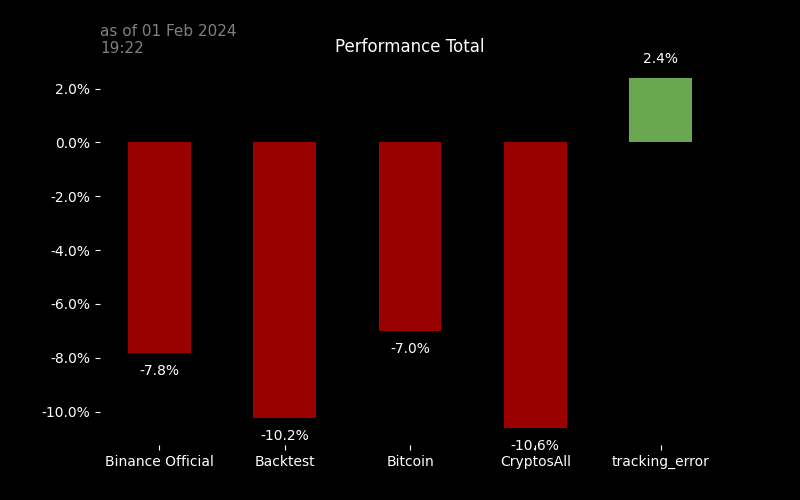 as of 01 Feb 2024
19:22
Performance Total
2.4%
2.0%
0.0%
-2.0%
-4.0%
-6.0%
-8.0%
-10.0%
-7.8%
-10.2%
-7.0%
-10.6%
Binance Official
Backtest
Bitcoin
CryptosAll
tracking_error